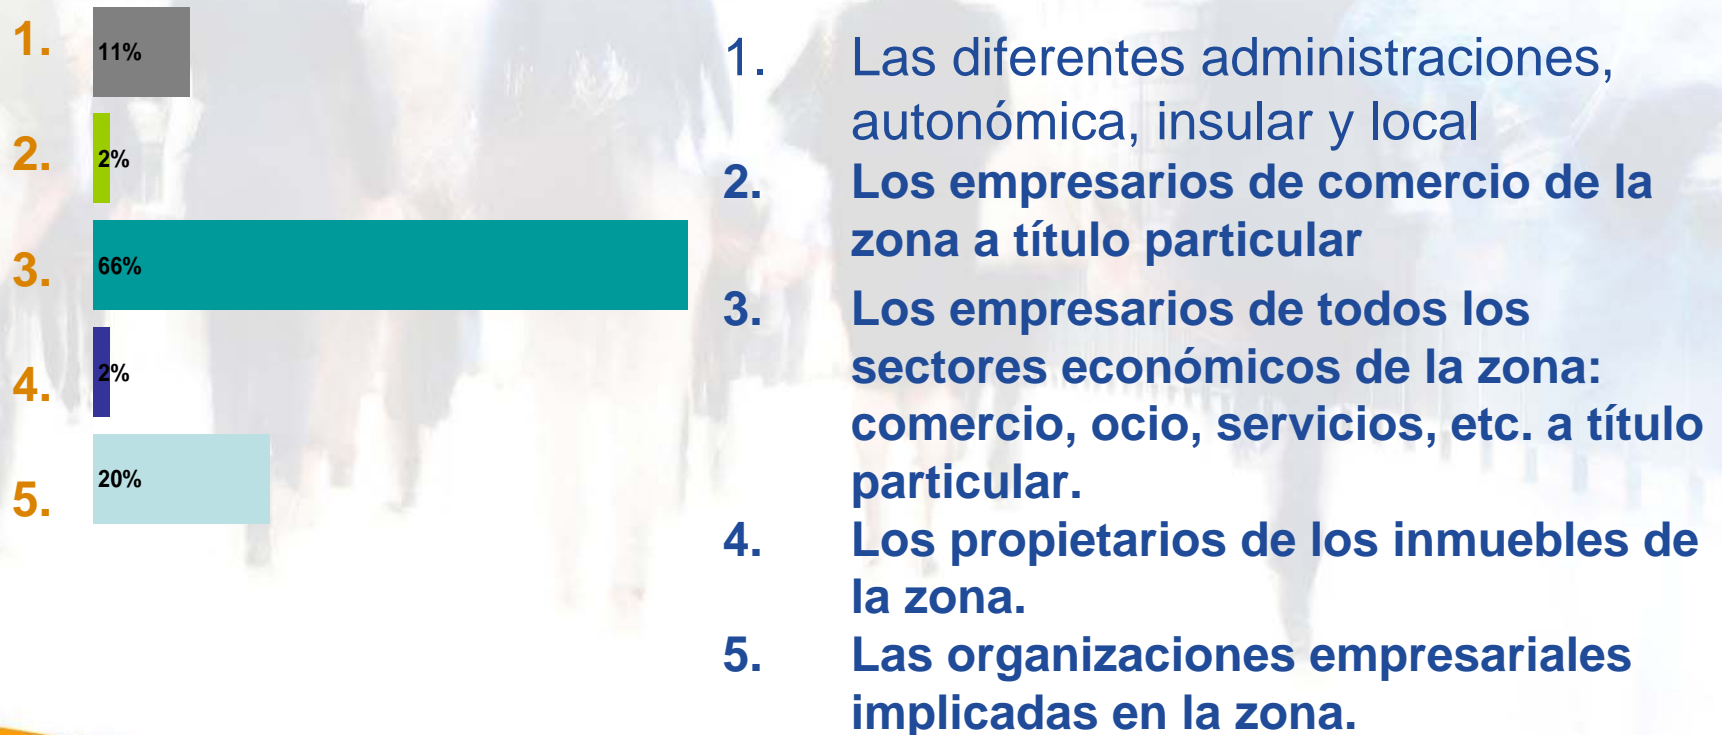 1. 11%
2. 2%
3. 66%
4. 2%
5. 20%
1. Las diferentes administraciones,
autonómica, insular y local
2. Los empresarios de comercio de la
zona a título particular
3. Los empresarios de todos los
sectores económicos de la zona:
comercio, ocio, servicios, etc. a título
particular.
4. Los propietarios de los inmuebles de
la zona.
5. Las organizaciones empresariales
implicadas en la zona.